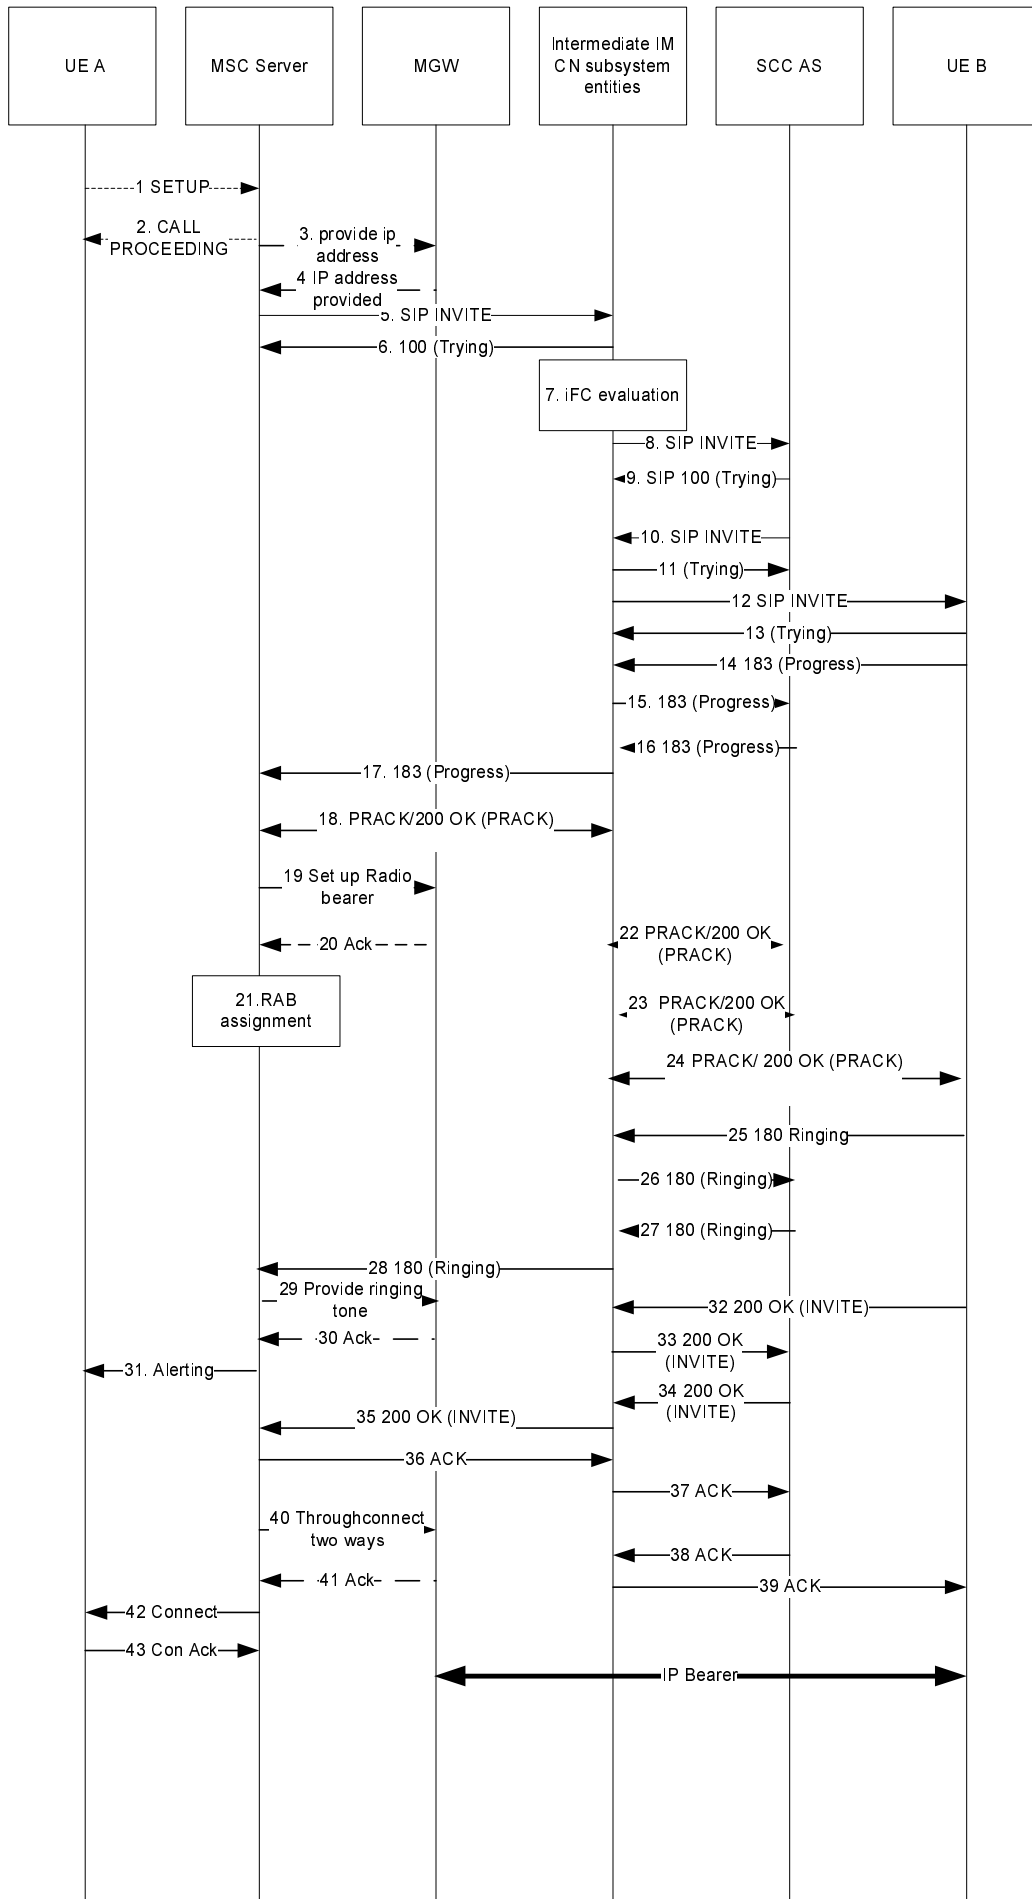 UE A
MSC Server
MGW
Intermediate IM
CN subsystem
entities
SCC AS
UE B
1 SETUP
2. CALL
PROCEEDING
3. provide ip
address
4 IP address
provided
5. SIP INVITE
6. 100 (Trying)
7. iFC evaluation
8. SIP INVITE
9. SIP 100 (Trying)
10. SIP INVITE
11 (Trying)
12 SIP INVITE
13 (Trying)
14 183 (Progress)
15. 183 (Progress)
16 183 (Progress)
17. 183 (Progress)
18. PRACK/200 OK (PRACK)
19 Set up Radio
bearer
20 Ack
22 PRACK/200 OK
(PRACK)
21.RAB
assignment
23 PRACK/200 OK
(PRACK)
24 PRACK/ 200 OK (PRACK)
25 180 Ringing
26 180 (Ringing)
27 180 (Ringing)
28 180 (Ringing)
29 Provide ringing
tone
32 200 OK (INVITE)
30 Ack
33 200 OK
(INVITE)
31. Alerting
34 200 OK
(INVITE)
35 200 OK (INVITE)
36 ACK
37 ACK
40 Throughconnect
two ways
38 ACK
41 Ack
39 ACK
42 Connect
43 Con Ack
IP Bearer